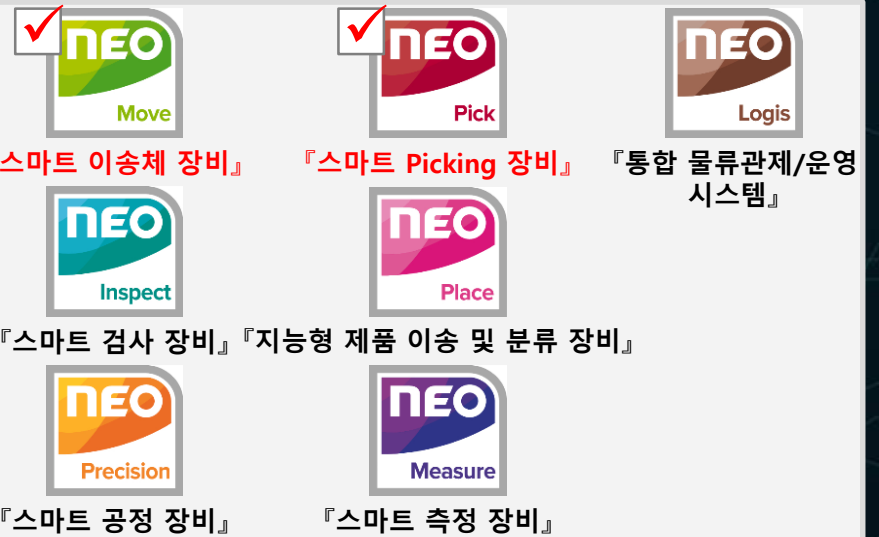 NEO
Move
NEO
Pick
NEO
Logis
스마트 이송체 장비』
『스마트 Picking 장비』
『통합 물류관제/운영
시스템』
NEO
Inspect
NEO
Place
『스마트 검사 장비』
『지능형 제품 이송 및 분류 장비』
NEO
Precision
NEO
Measure
『스마트 공정 장비』
『스마트 측정 장비』